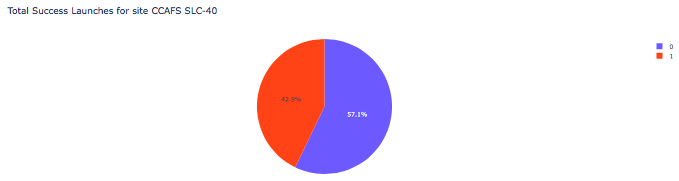 Total Success Launches for site CCAFS SLC-40
0
1
42.9%
57.1%